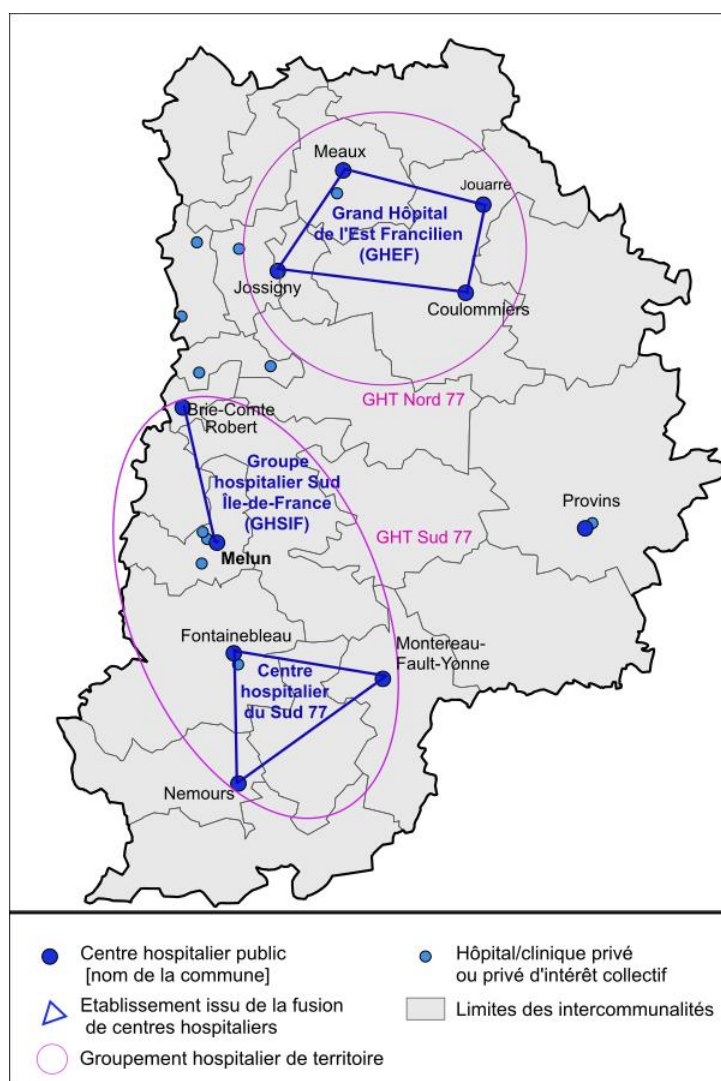 Meaux
Jouarre
Grand Hôpital
de l'Est Francilien
(GHEF)
Jossigny
Coulommiers
GHT Nord 77
Brie-Comte
Robert
Groupe
hospitalier Sud
Île-de-France
(GHSIF)
Provins
GHT Sud 77
Melun
Fontainebleau
Montereau-
Fault-Yonne
Centre
hospitalier
du Sud 77
Nemours
Centre hospitalier public
[nom de la commune]
Etablissement issu de la fusion
de centres hospitaliers
Groupement hospitalier de territoire
Hôpital/clinique privé
ou privé d'intérêt collectif
Limites des intercommunalités